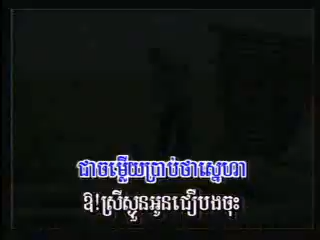 ជាចម្លើយប្រាប់ថាស្នេហា
ឱ!ស្រីស្ងួនអូនជឿបងចុះ